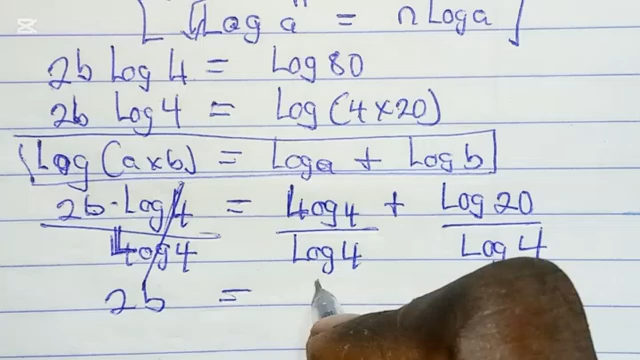 [ Log aⁿ = n Log a ]
2b log 4 = Log 80
2b log 4 = Log (4×20)
Log (a×b) = Log a + Log b
2b · Log 4 / Log 4 = Log 4 / Log 4 + Log 20 / Log 4
2b =